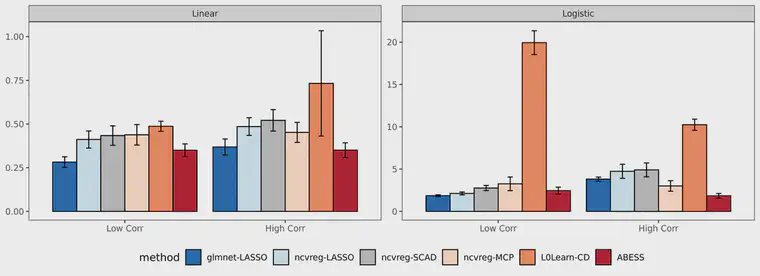 Linear
Logistic
1.00
0.75
0.50
0.25
0.00
20
15
10
5
0
Low Corr
High Corr
Low Corr
High Corr
method glmnet-LASSO ncvreg-LASSO ncvreg-SCAD ncvreg-MCP L0Learn-CD ABESS